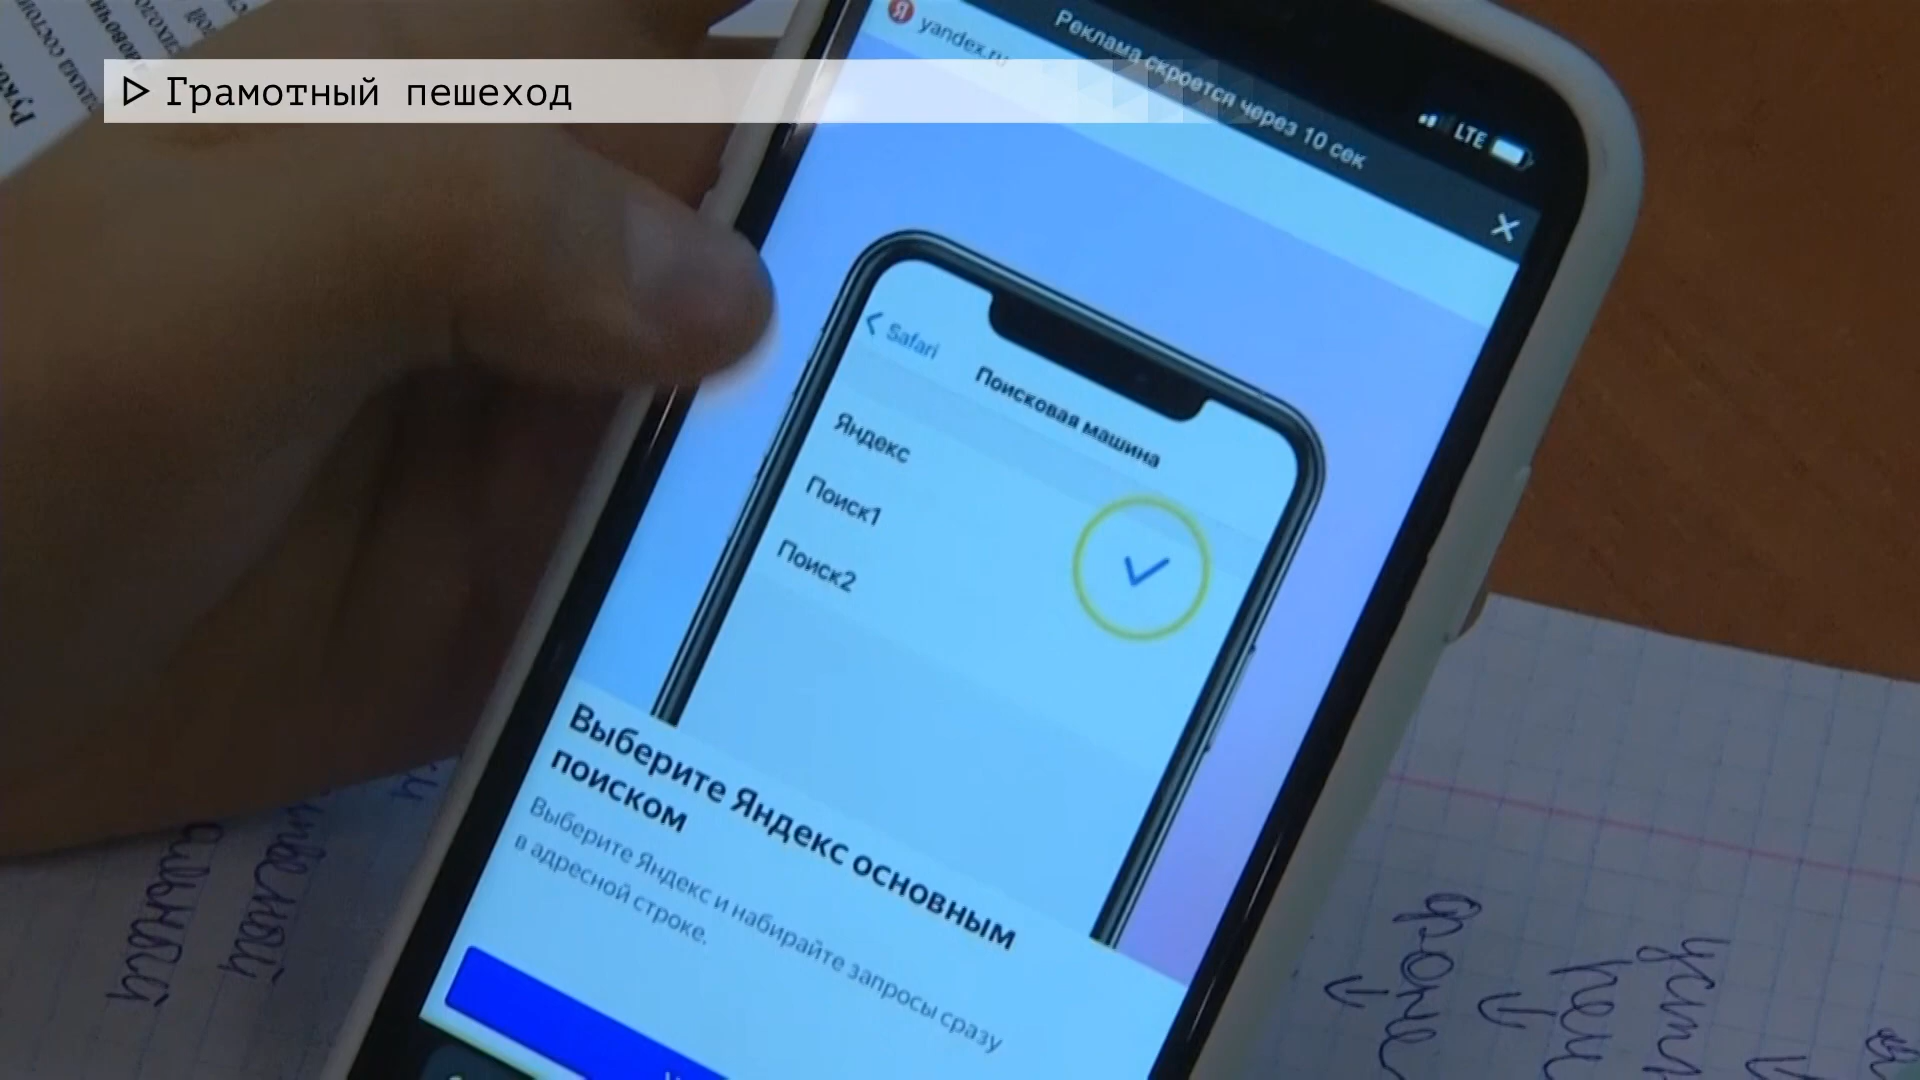 Грамотный пешеход
Я yandex.ru
Реклама скроется через 10 сек
LTE
Safari
Поисковая машина
Яндекс
Поиск1
Поиск2
Выберите Яндекс основным
поиском
Выберите Яндекс и набирайте запросы сразу
в адресной строке.
фоне